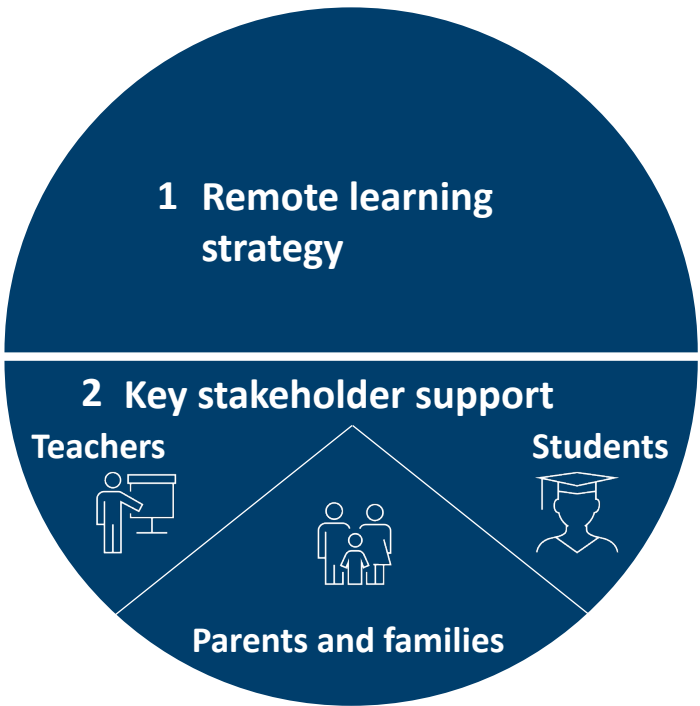 1 Remote learning
strategy
2 Key stakeholder support
Teachers
Students
Parents and families